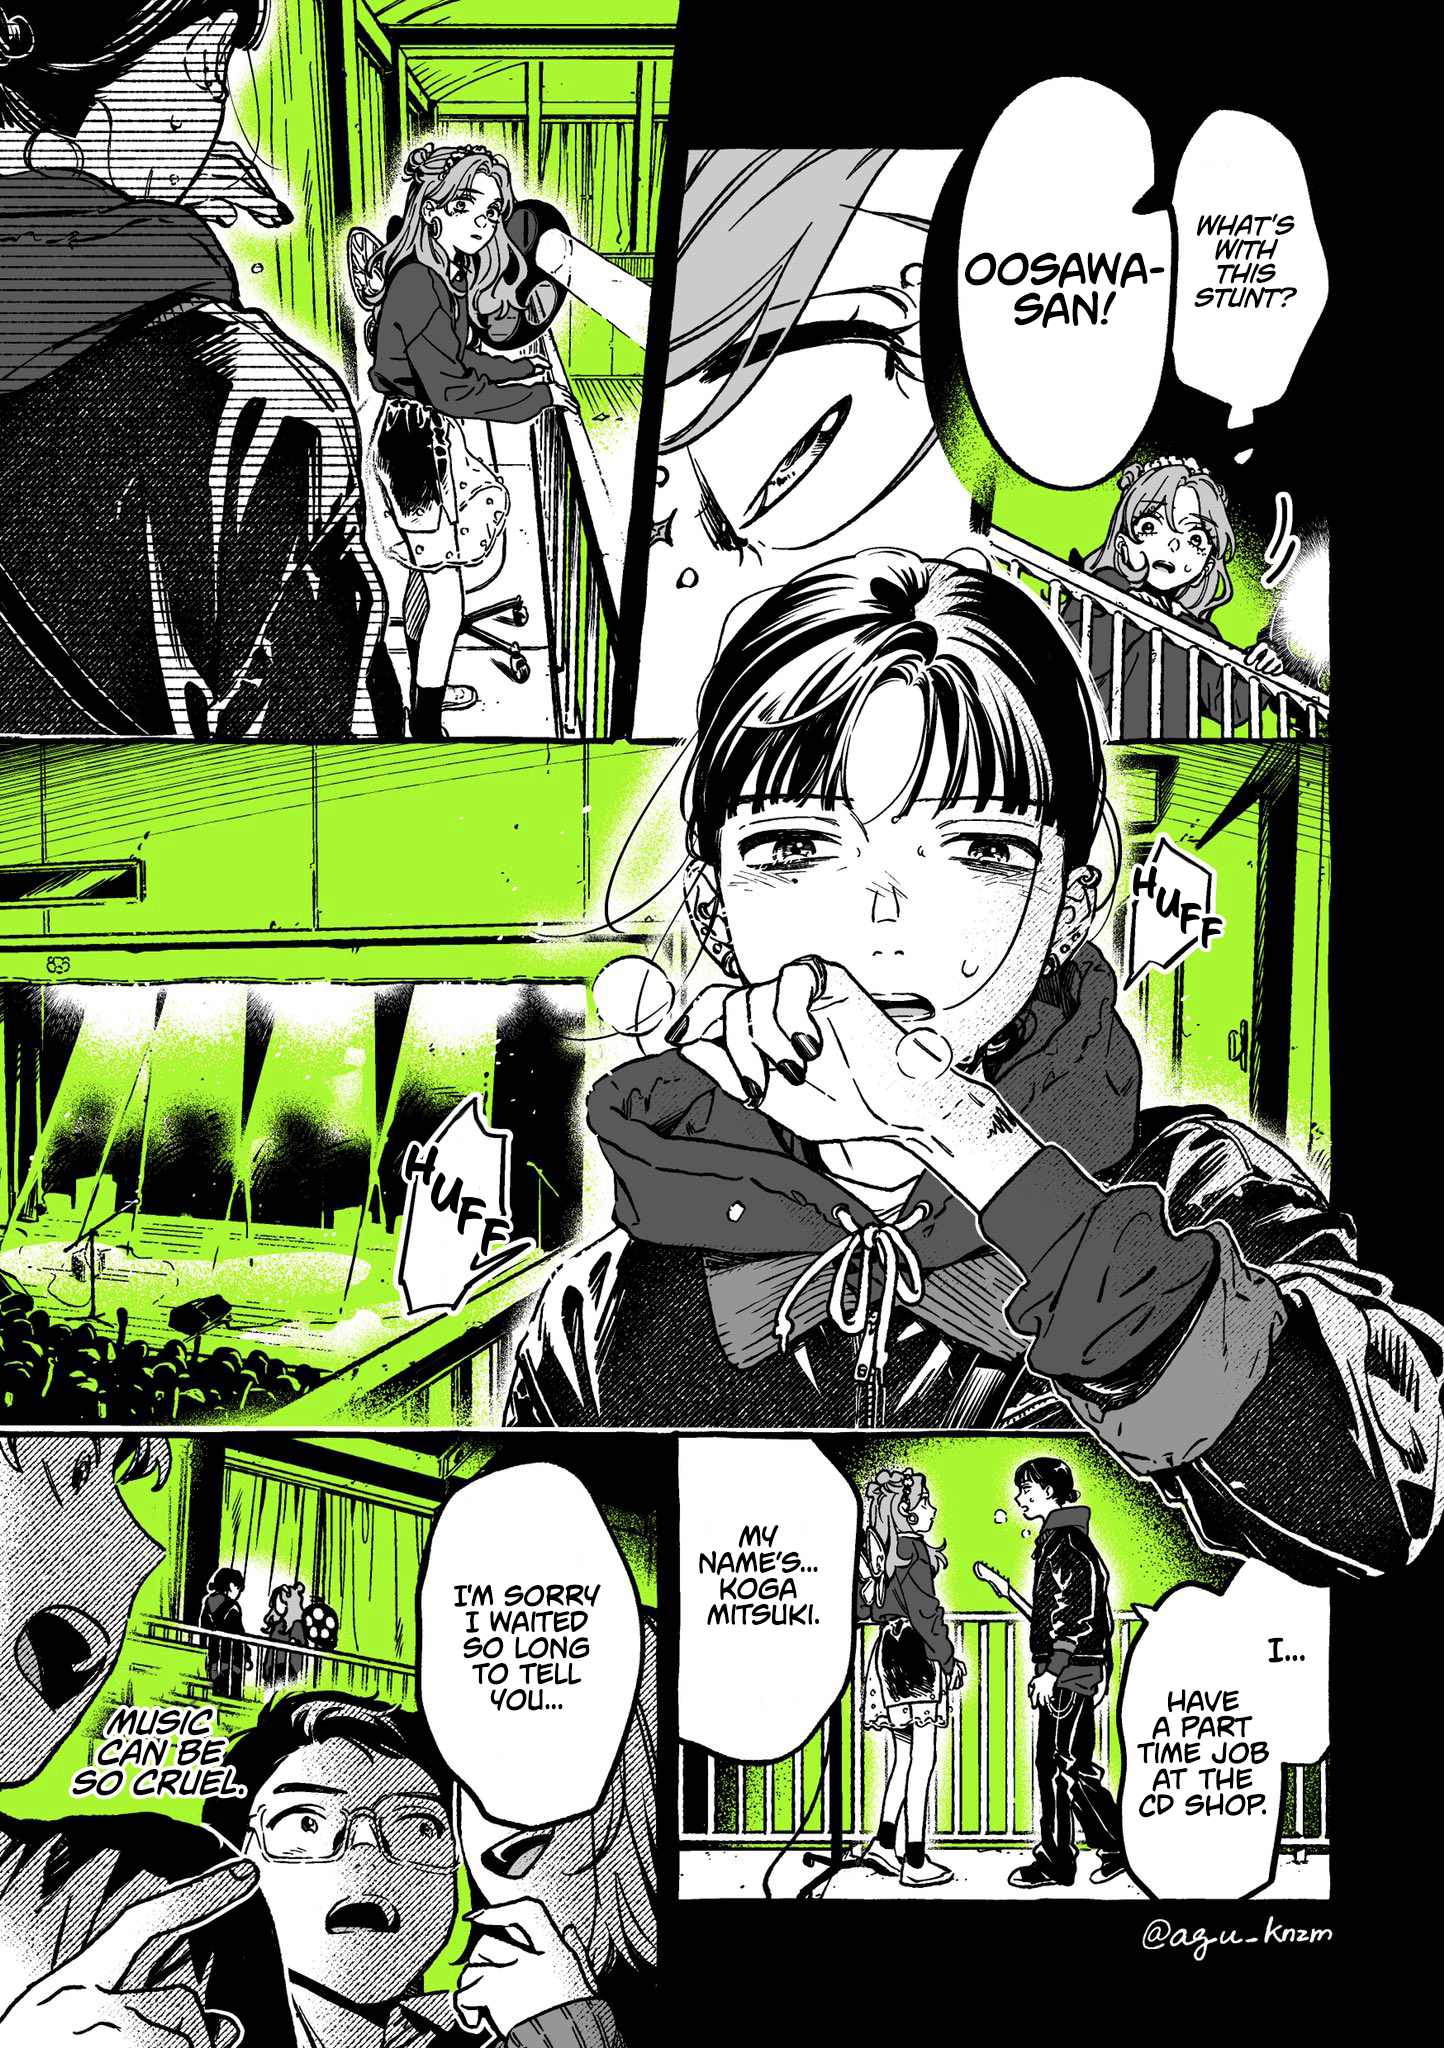 WHAT'S
WITH
THIS
STUNT?
OOSAWA-
SAN!
HUFF
HUFF
I...
HAVE
A PART
TIME JOB
AT THE
CD SHOP.
MY
NAME'S...
KOGA
MITSUKI.
I'M SORRY
I WAITED
SO LONG
TO TELL
YOU...
MUSIC
CAN BE
SO CRUEL.
@agu_knzm